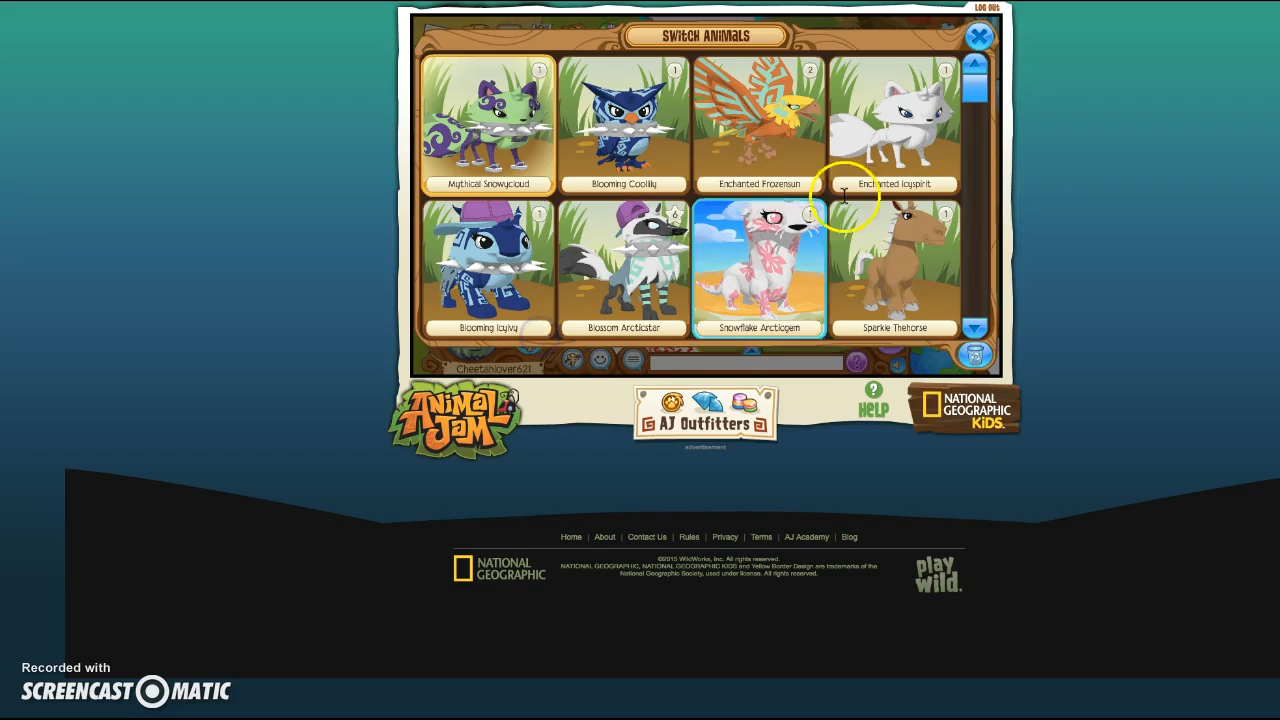 LOG OUT
SWITCH ANIMALS
1
1
2
1
Mythical Snowycloud
Blooming Coollily
Enchanted Frozensun
Enchanted Icyspirit
1
6
1
1
Blooming Icyivy
Blossom Arcticstar
Snowflake Arcticgem
Sparkle Thehorse
Cheetahlover621
?
ANIMAL JAM
AJ Outfitters
advertisement
?
HELP
NATIONAL GEOGRAPHIC KiDS
Home | About | Contact Us | Rules | Privacy | Terms | AJ Academy | Blog
NATIONAL GEOGRAPHIC
©2015 WildWorks, Inc. All rights reserved.
NATIONAL GEOGRAPHIC, NATIONAL GEOGRAPHIC KIDS and Yellow Border Design are trademarks of the
National Geographic Society, used under license. All rights reserved.
play wild.
Recorded with
SCREENCAST-O-MATIC